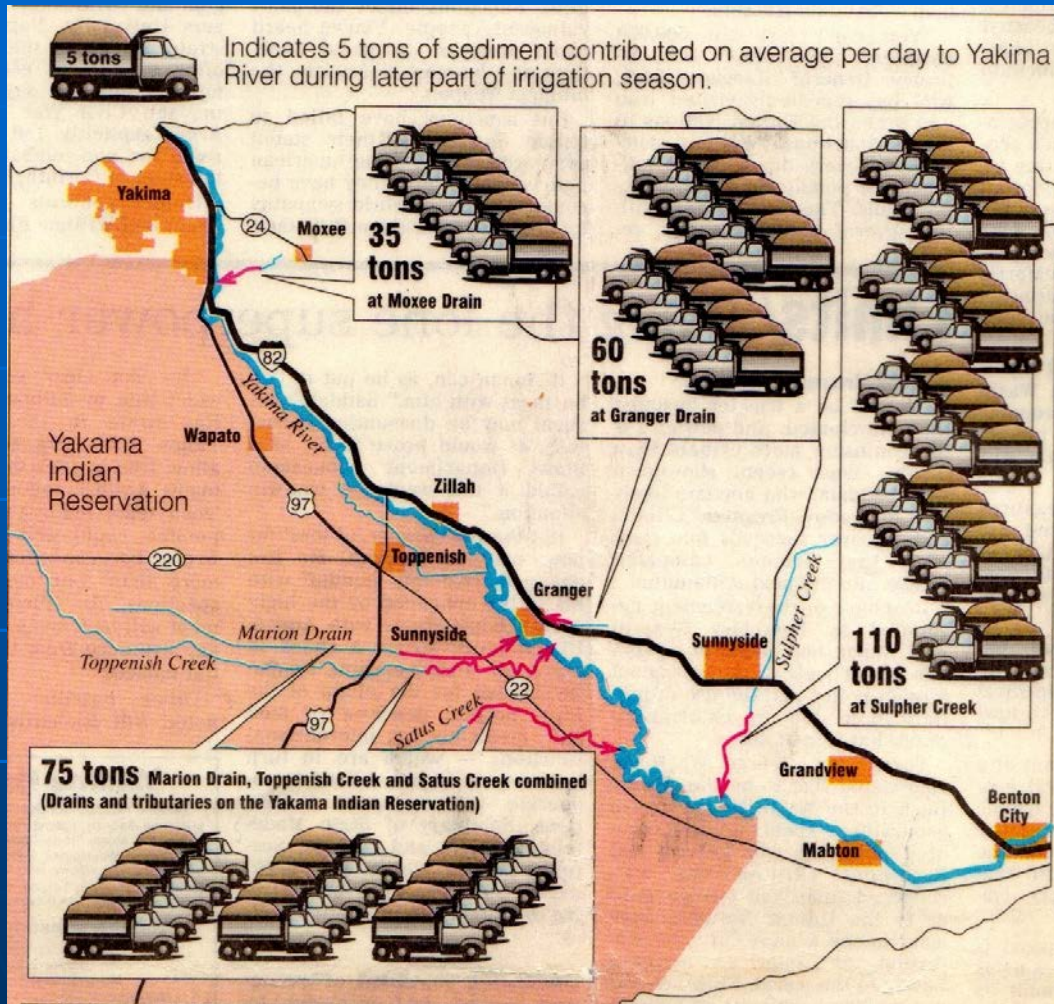 5 tons
Indicates 5 tons of sediment contributed on average per day to Yakima
River during later part of irrigation season.
Yakima
24
Moxee
35
tons
at Moxee Drain
60
tons
at Granger Drain
110
tons
at Sulpher Creek
82
Yakima River
Yakama
Indian
Reservation
Wapato
97
Zillah
220
Toppenish
Granger
Sulpher Creek
Marion Drain
Sunnyside
Sunnyside
Toppenish Creek
22
97
Satus Creek
Grandview
Benton
City
Mabton
75 tons Marion Drain, Toppenish Creek and Satus Creek combined
(Drains and tributaries on the Yakama Indian Reservation)